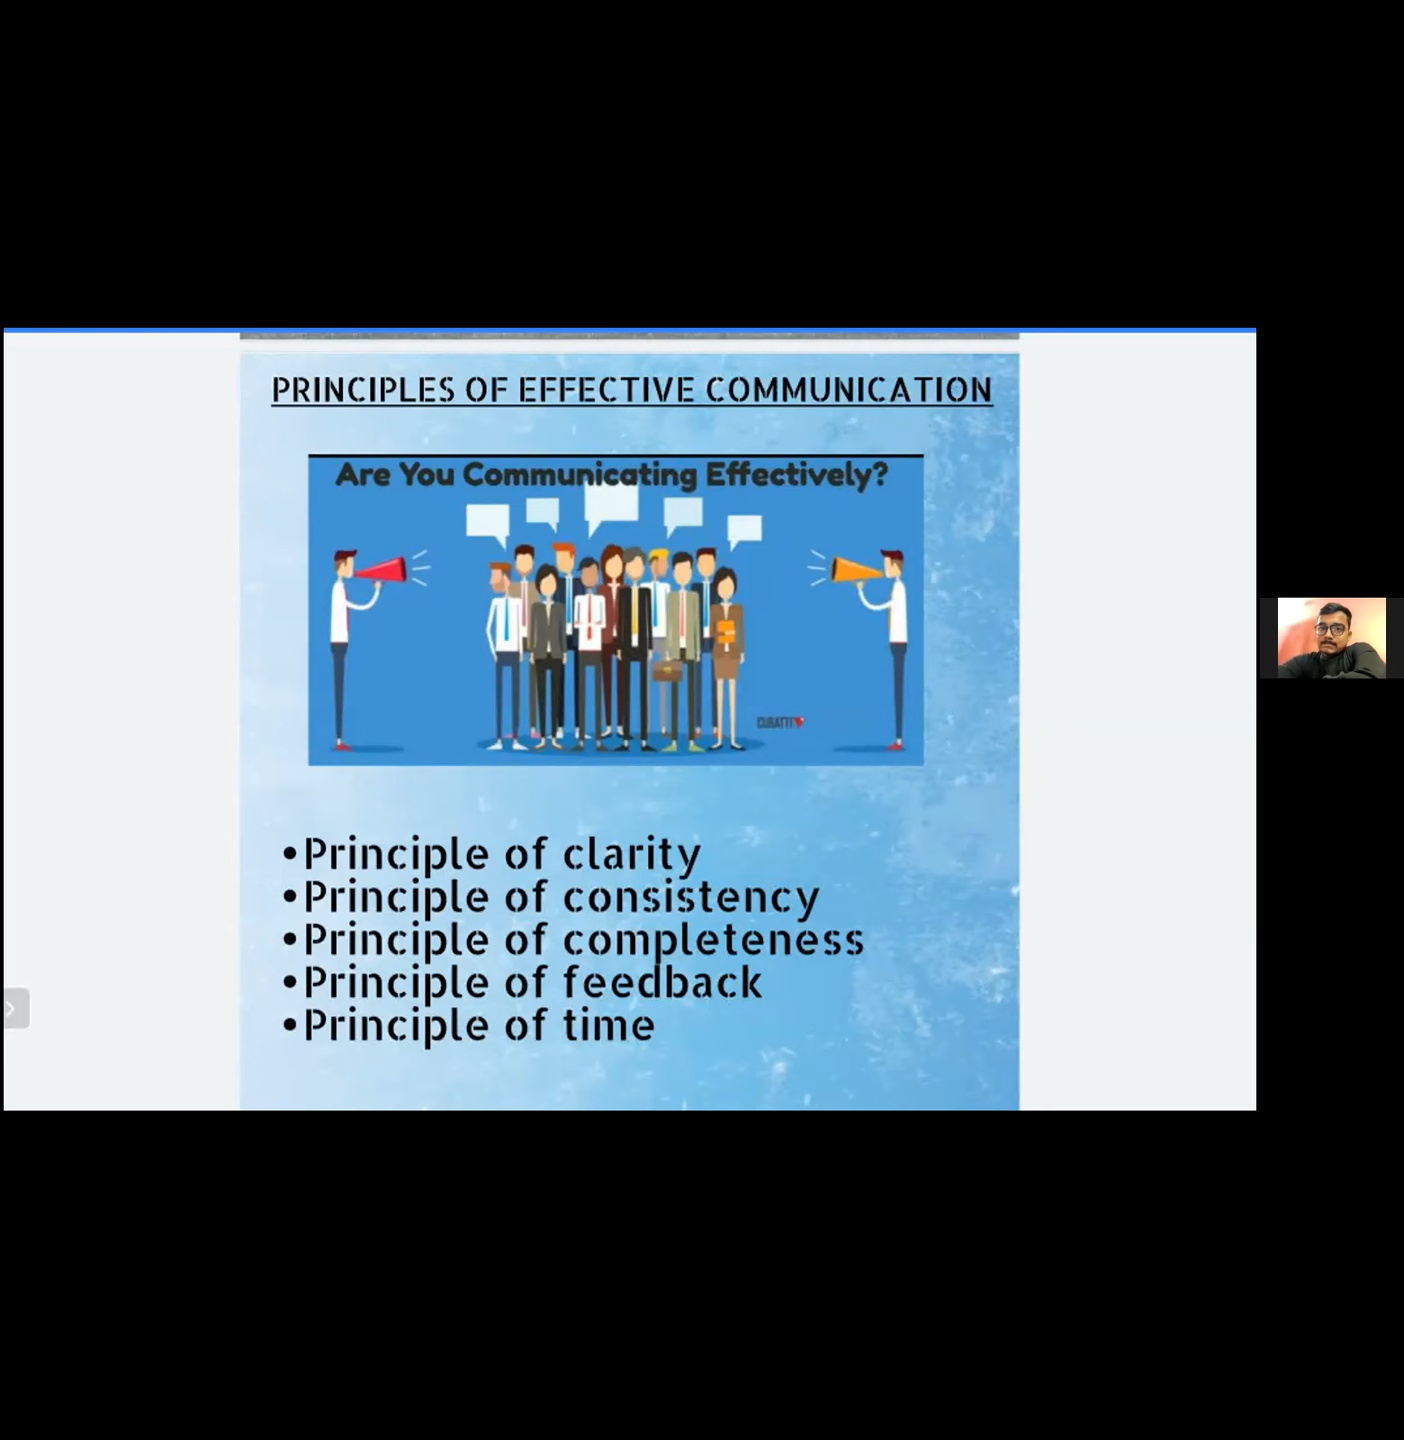 PRINCIPLES OF EFFECTIVE COMMUNICATION
Are You Communicating Effectively?
CURATTI
•Principle of clarity
•Principle of consistency
•Principle of completeness
•Principle of feedback
•Principle of time